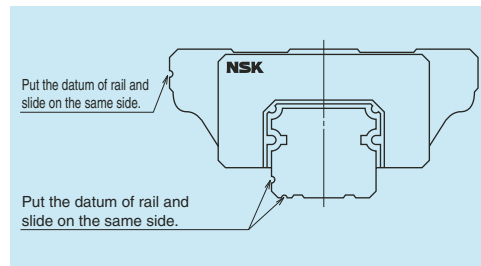 NSK
Put the datum of rail and
slide on the same side.
Put the datum of rail and
slide on the same side.